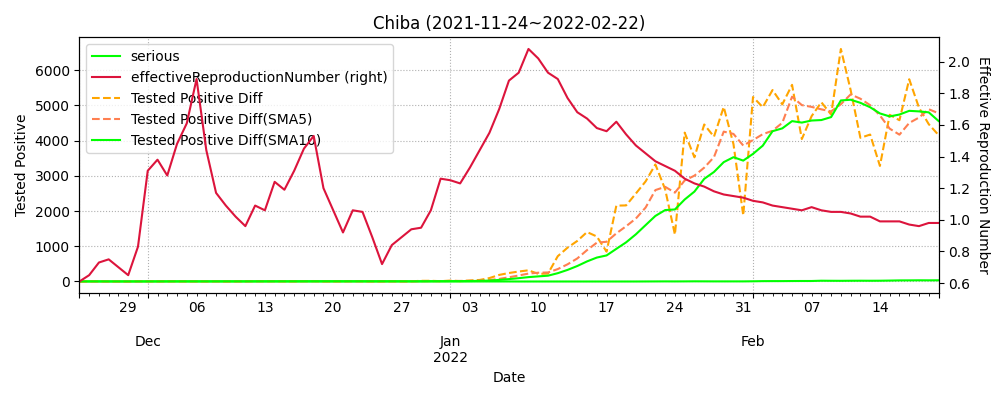 Chiba (2021-11-24~2022-02-22)
serious
effectiveReproductionNumber (right)
Tested Positive Diff
Tested Positive Diff(SMA5)
Tested Positive Diff(SMA10)
Tested Positive
6000
5000
4000
3000
2000
1000
0
Effective Reproduction Number
2.0
1.8
1.6
1.4
1.2
1.0
0.8
0.6
29 06 13 20 27 03 10 17 24 31 07 14
Dec Jan Feb
2022
Date